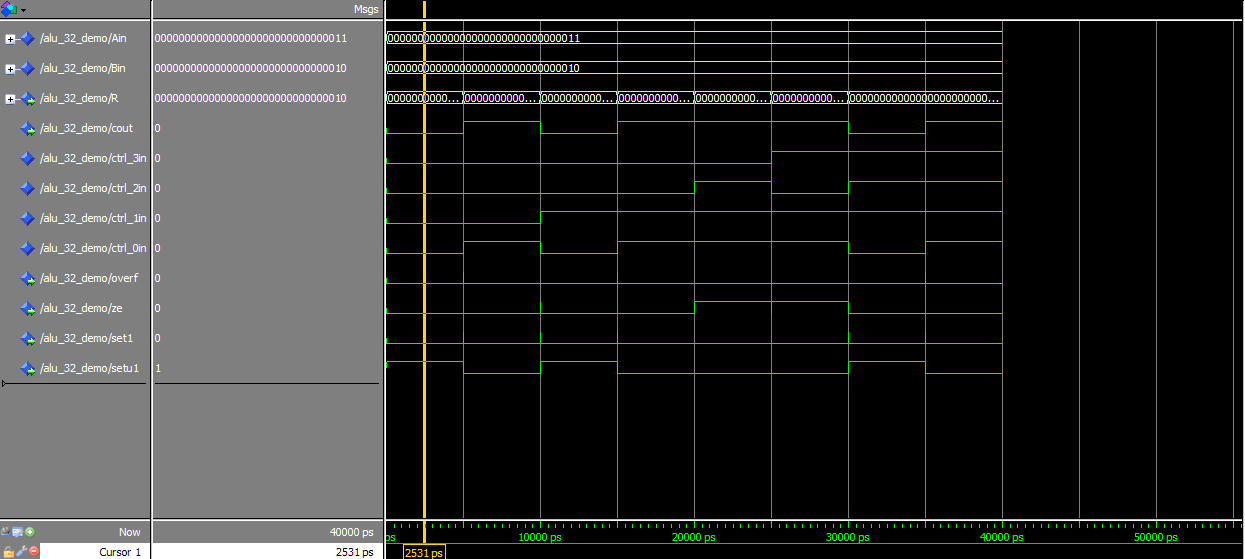 Msgs
/alu_32_demo/Ain 00000000000000000000000000000011 00000000000000000000000000000011
/alu_32_demo/Bin 00000000000000000000000000000010 00000000000000000000000000000010
/alu_32_demo/R 00000000000000000000000000000010 0000000000... 0000000000... 0000000000... 0000000000... 0000000000... 0000000000... 00000000000000000000000...
/alu_32_demo/cout 0
/alu_32_demo/ctrl_3in 0
/alu_32_demo/ctrl_2in 0
/alu_32_demo/ctrl_1in 0
/alu_32_demo/ctrl_0in 0
/alu_32_demo/overf 0
/alu_32_demo/ze 0
/alu_32_demo/set1 0
/alu_32_demo/setu1 1
Now 40000 ps ps 10000 ps 20000 ps 30000 ps 40000 ps 50000 ps
Cursor 1 2531 ps 2531 ps